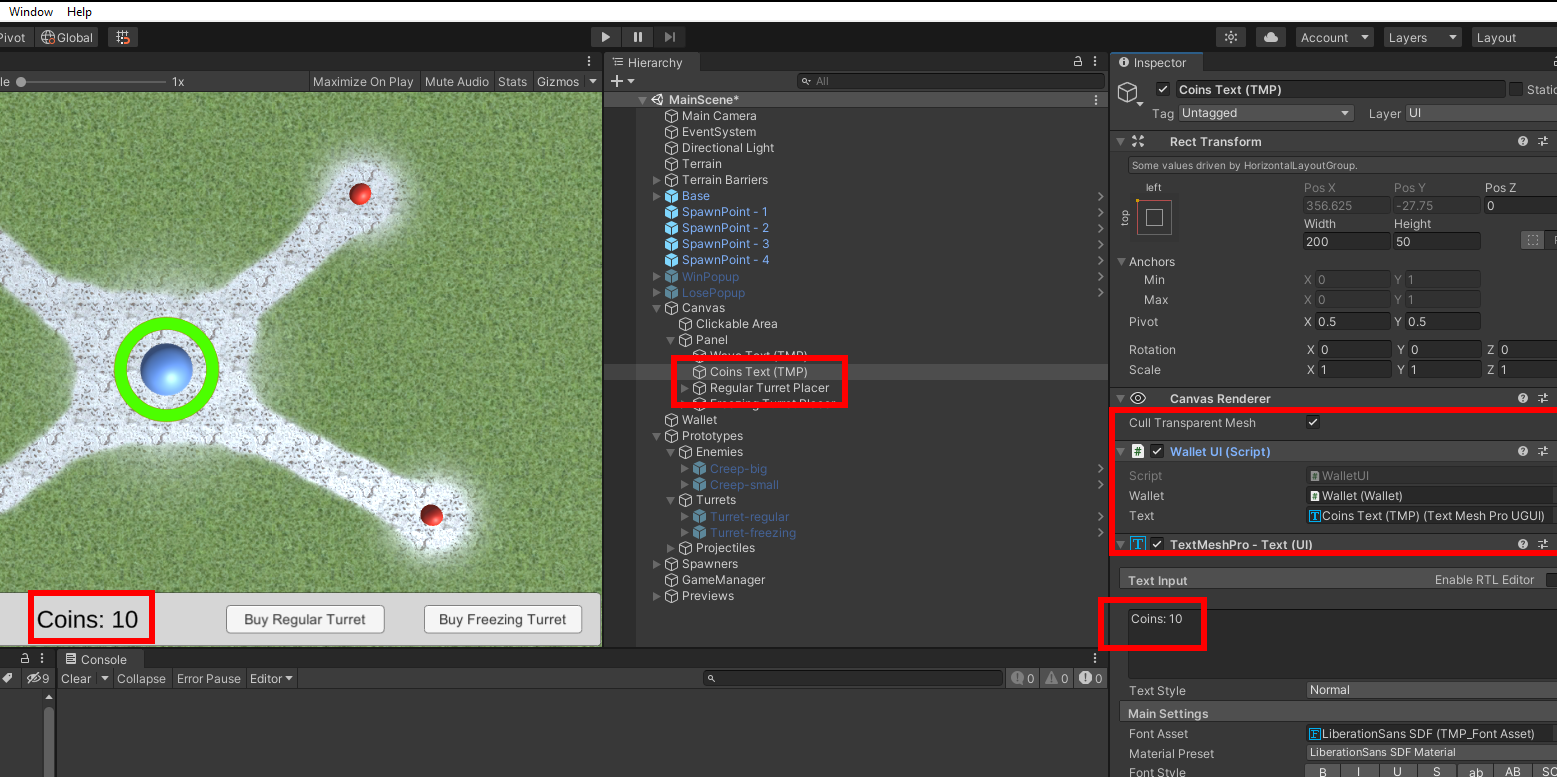 Window Help
Pivot Global Account Layers Layout
le 1x Maximize On Play Mute Audio Stats Gizmos
Coins: 10 Buy Regular Turret Buy Freezing Turret
Hierarchy
All
MainScene*
Main Camera
EventSystem
Directional Light
Terrain
Terrain Barriers
Base
SpawnPoint - 1
SpawnPoint - 2
SpawnPoint - 3
SpawnPoint - 4
WinPopup
LosePopup
Canvas
Clickable Area
Panel
Wave Text (TMP)
Coins Text (TMP)
Regular Turret Placer
Freezing Turret Placer
Wallet
Prototypes
Enemies
Creep-big
Creep-small
Turrets
Turret-regular
Turret-freezing
Projectiles
Spawners
GameManager
Previews
Inspector
Coins Text (TMP) Static
Tag Untagged Layer UI
Rect Transform
Some values driven by HorizontalLayoutGroup.
left Pos X Pos Y Pos Z
top 356.625 -27.75 0
Width Height
200 50
Anchors
Min X 0 Y 1
Max X 0 Y 1
Pivot X 0.5 Y 0.5
Rotation X 0 Y 0 Z 0
Scale X 1 Y 1 Z 1
Canvas Renderer
Cull Transparent Mesh
Wallet UI (Script)
Script WalletUI
Wallet Wallet (Wallet)
Text Coins Text (TMP) (Text Mesh Pro UGUI)
TextMeshPro - Text (UI)
Text Input Enable RTL Editor
Coins: 10
Text Style Normal
Main Settings
Font Asset LiberationSans SDF (TMP_Font Asset)
Material Preset LiberationSans SDF Material
Font Style B I U S ab AB SC
Console
9 Clear Collapse Error Pause Editor 0 0 0